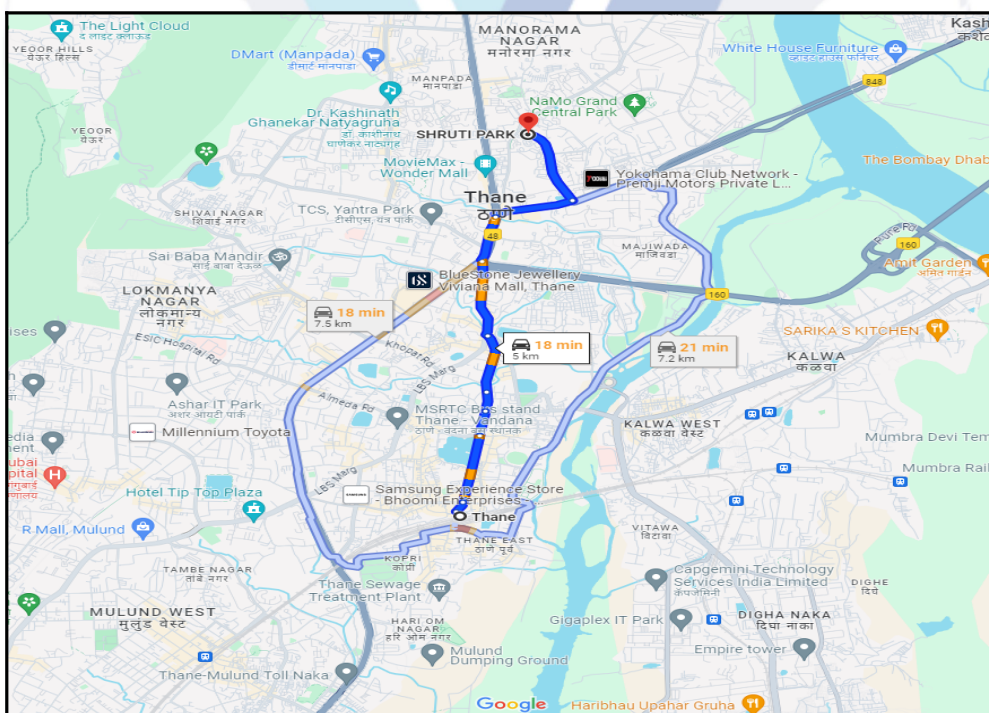 The Light Cloud
द लाइट क्लाऊड
YEOOR HILLS
येऊर हिल्स
MANORAMA
NAGAR
मनोरमा नगर
DMart (Manpada)
डीमार्ट मानपाडा
White House Furniture
व्हाइट हाउस फर्निचर
MANPADA
मानपाडा
848
Dr. Kashinath
Ghanekar Natyagruha
डॉ. काशीनाथ
घाणेकर नाट्यगृह
NaMo Grand
Central Park
YEOOR
येऊर
SHRUTI PARK
MovieMax -
Wonder Mall
Yokohama Club Network -
Premji Motors Private L...
The Bombay Dhab
Thane
ठाणे
TCS, Yantra Park
टीसीएस, यंत्र पार्क
SHIVAI NAGAR
शिवाई नगर
48
MAJIWADA
माजिवडा
160
Sai Baba Mandir
साई बाबा देऊळ
Amit Garden
अमित गार्डन
BlueStone Jewellery
Viviana Mall, Thane
LOKMANYA
NAGAR
लोकमान्य
नगर
160
18 min
7.5 km
SARIKA S KITCHEN
Esic Hospital Rd
Khopat Rd
18 min
5 km
21 min
7.2 km
KALWA
कळवा
LBS Marg
Almeda Rd
Ashar IT Park
अशर आयटी पार्क
MSRTC Bus stand
Thane - Vandana
ठाणे - वंदना बस स्थानक
KALWA WEST
कळवा वेस्ट
Millennium Toyota
Mumbra Devi Tem
Mumbra Rail
LBS Marg
Samsung Experience Store
- Bhoomi Enterprises-...
Hotel Tip Top Plaza
Thane
R Mall, Mulund
THANE EAST
ठाणे पूर्व
VITAWA
विटावा
KOPRI
कोप्री
TAMBE NAGAR
तांबे नगर
Thane Sewage
Treatment Plant
Capgemini Technology
Services India Limited
कॅपजेमिनी
DIGHE
दिघे
MULUND WEST
मुलुंड वेस्ट
HARI OM
NAGAR
हरि ओम नगर
Gigaplex IT Park
DIGHA NAKA
दिघा नाका
Mulund
Dumping Ground
Empire tower
Thane-Mulund Toll Naka
Google
Haribhau Upahar Gruha